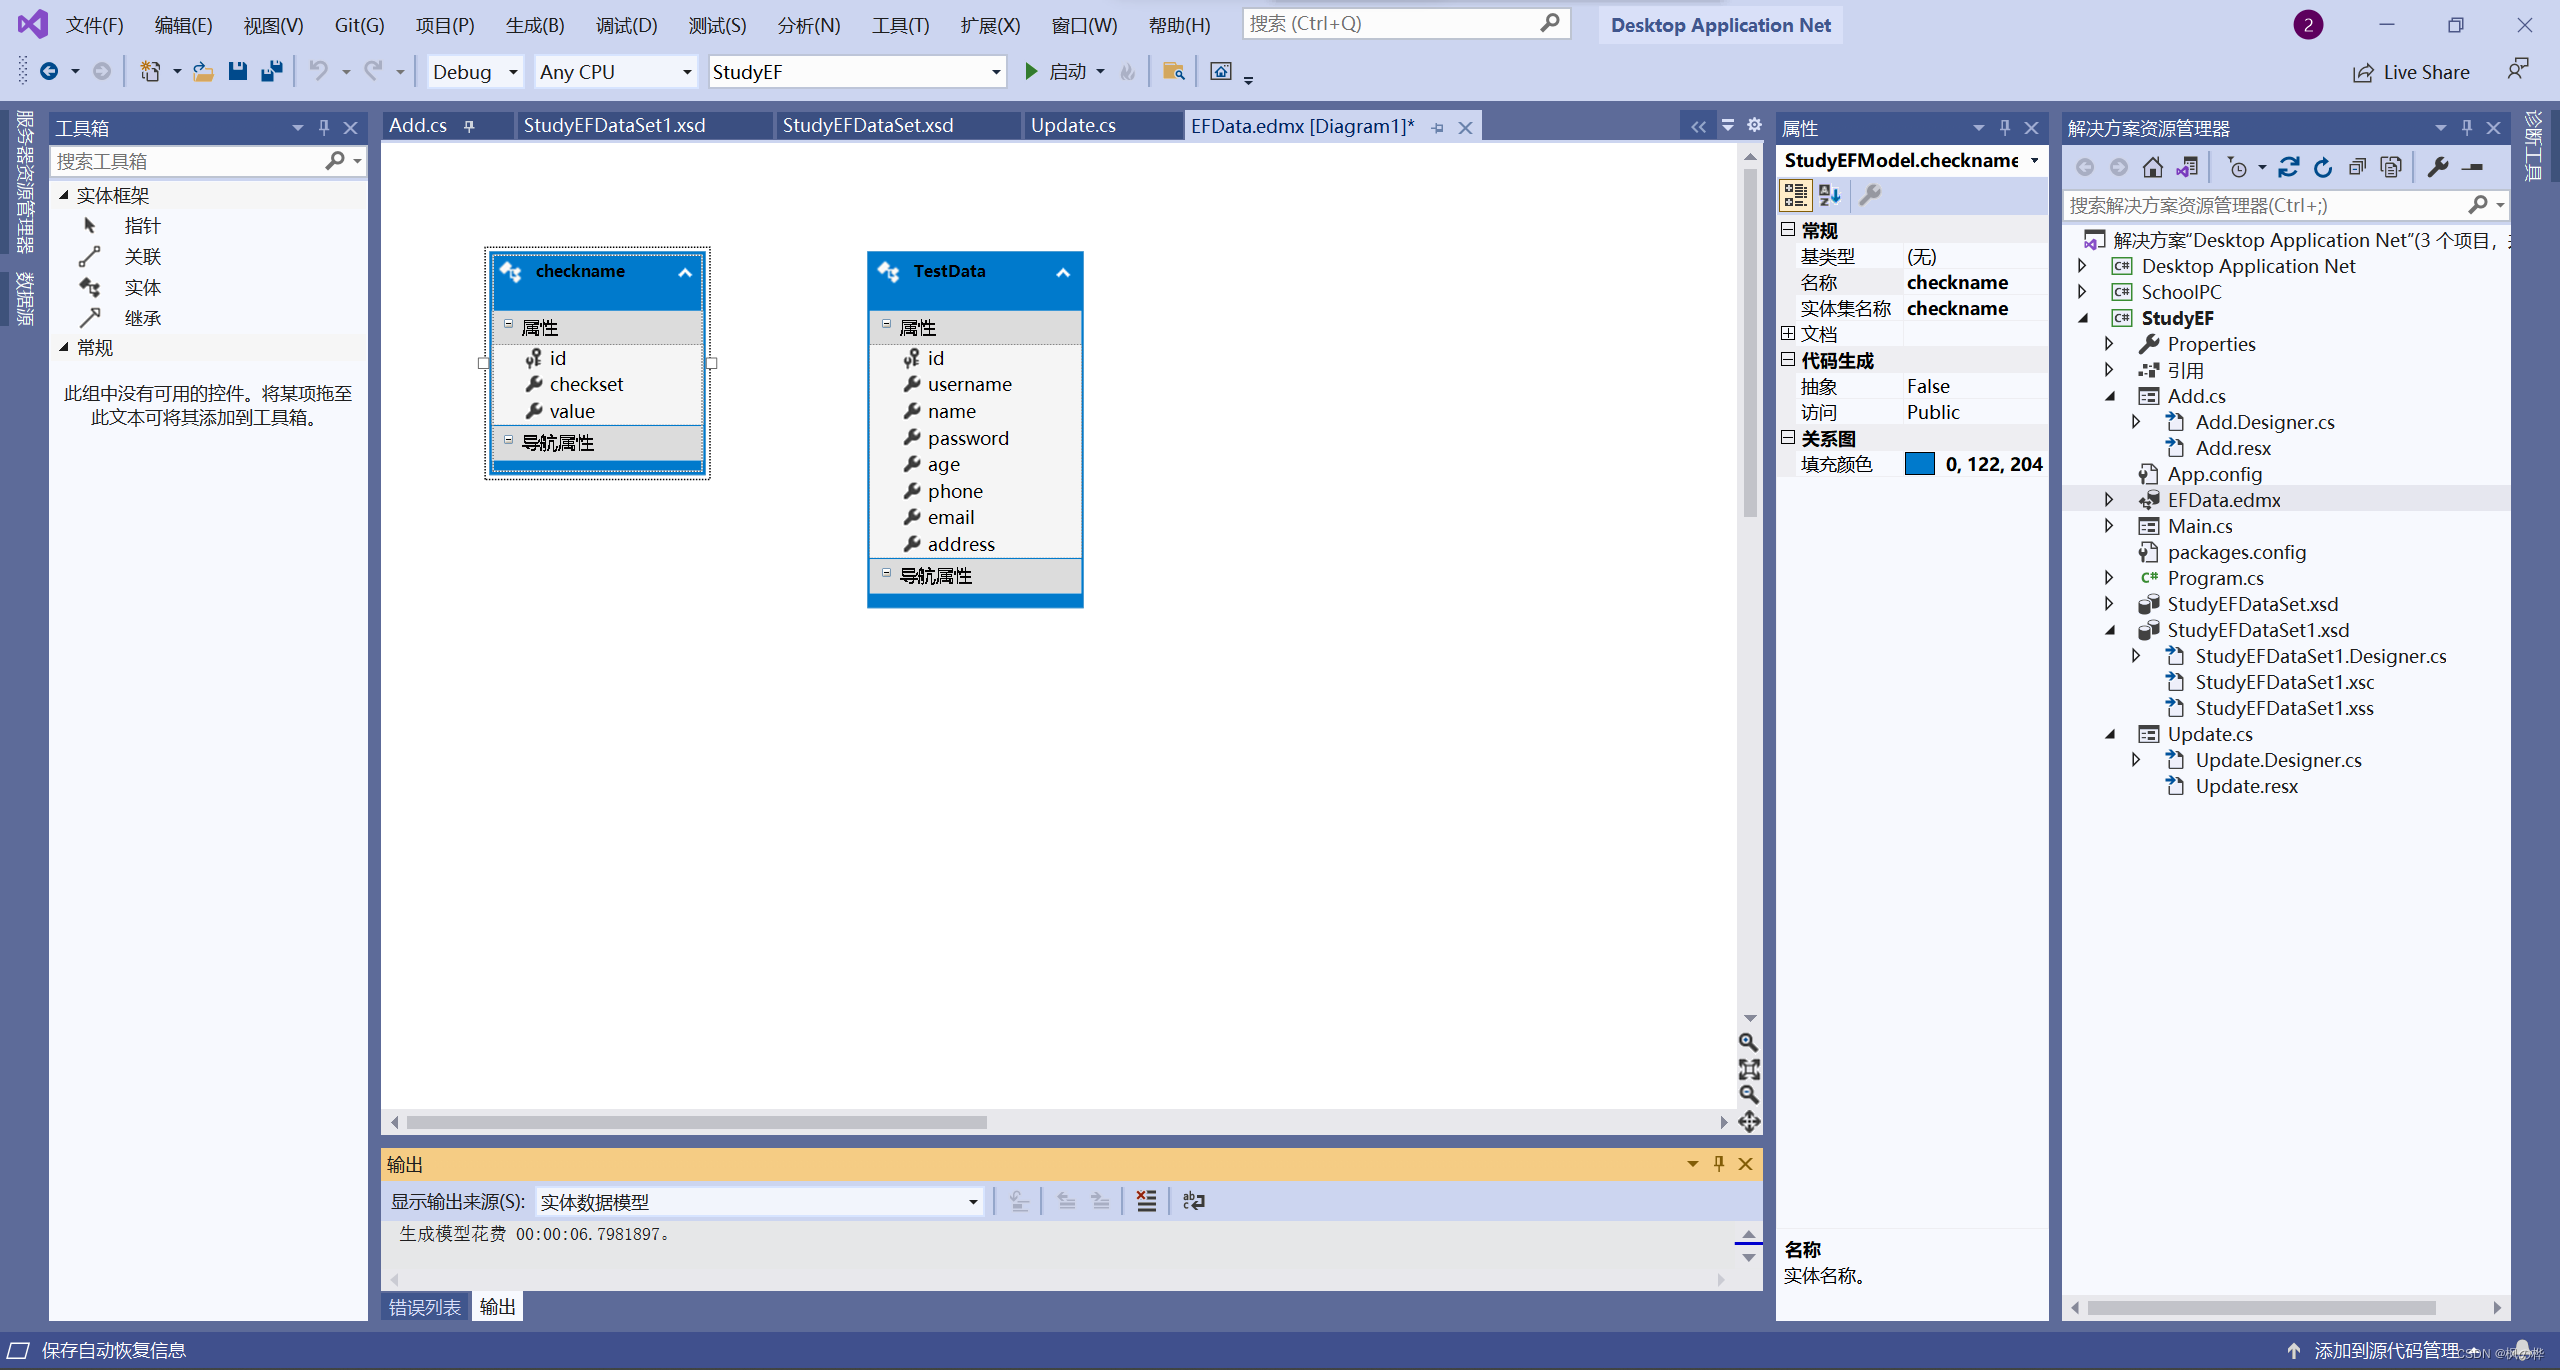 文件(F) 编辑(E) 视图(V) Git(G) 项目(P) 生成(B) 调试(D) 测试(S) 分析(N) 工具(T) 扩展(X) 窗口(W) 帮助(H) 搜索 (Ctrl+Q) Desktop Application Net 2
Debug Any CPU StudyEF 启动 Live Share
服务器资源管理器
数据源
工具箱
搜索工具箱
实体框架
指针
关联
实体
继承
常规
此组中没有可用的控件。将某项拖至
此文本可将其添加到工具箱。
Add.cs StudyEFDataSet1.xsd StudyEFDataSet.xsd Update.cs EFData.edmx [Diagram1]*
checkname
属性
id
checkset
value
导航属性
TestData
属性
id
username
name
password
age
phone
email
address
导航属性
输出
显示输出来源(S): 实体数据模型
生成模型花费 00:00:06.7981897。
错误列表 输出
属性
StudyEFModel.checkname
常规
基类型 (无)
名称 checkname
实体集名称 checkname
文档
代码生成
抽象 False
访问 Public
关系图
填充颜色 0, 122, 204
名称
实体名称。
解决方案资源管理器
搜索解决方案资源管理器(Ctrl+;)
解决方案“Desktop Application Net”(3 个项目，
Desktop Application Net
SchoolPC
StudyEF
Properties
引用
Add.cs
Add.Designer.cs
Add.resx
App.config
EFData.edmx
Main.cs
packages.config
Program.cs
StudyEFDataSet.xsd
StudyEFDataSet1.xsd
StudyEFDataSet1.Designer.cs
StudyEFDataSet1.xsc
StudyEFDataSet1.xss
Update.cs
Update.Designer.cs
Update.resx
诊断工具
保存自动恢复信息 添加到源代码管理